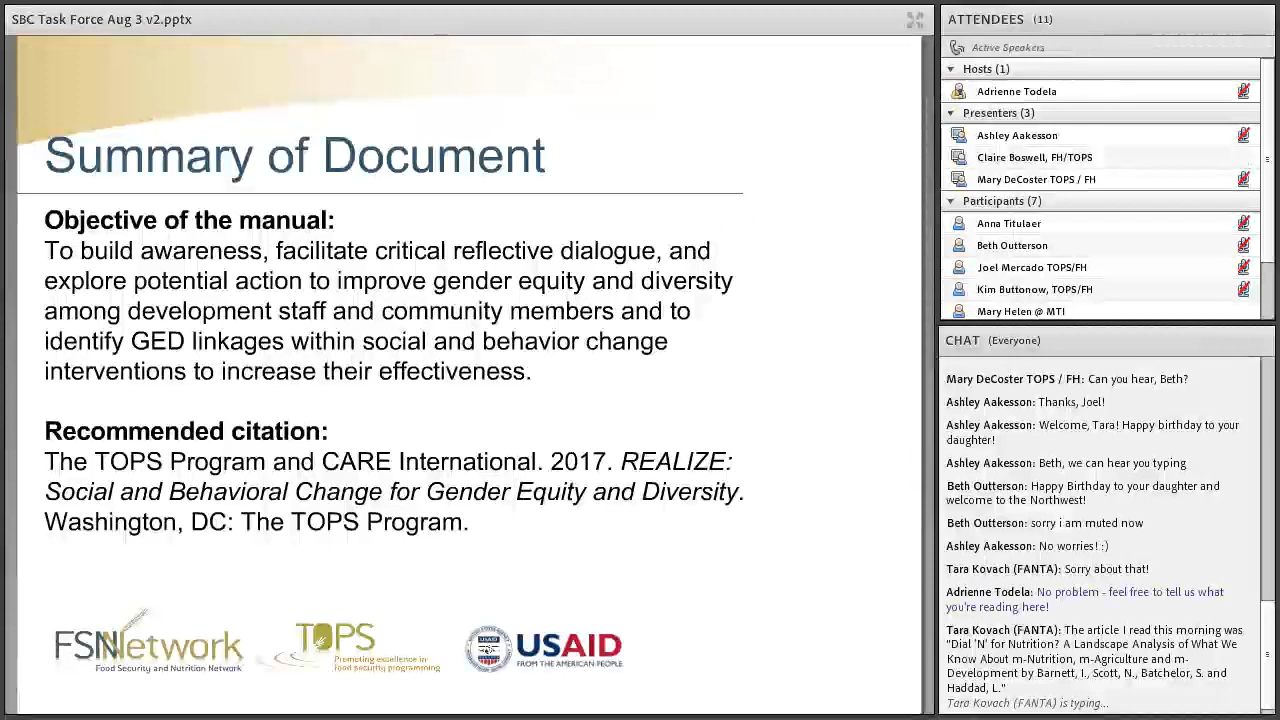 SBC Task Force Aug 3 v2.pptx
Summary of Document
Objective of the manual:
To build awareness, facilitate critical reflective dialogue, and
explore potential action to improve gender equity and diversity
among development staff and community members and to
identify GED linkages within social and behavior change
interventions to increase their effectiveness.
Recommended citation:
The TOPS Program and CARE International. 2017. REALIZE:
Social and Behavioral Change for Gender Equity and Diversity.
Washington, DC: The TOPS Program.
FSN Network
Food Security and Nutrition Network
TOPS
Promoting excellence in
food security programming
USAID
FROM THE AMERICAN PEOPLE
ATTENDEES (11)
Active Speakers
Hosts (1)
Adrienne Todela
Presenters (3)
Ashley Aakesson
Claire Boswell, FH/TOPS
Mary DeCoster TOPS / FH
Participants (7)
Anna Titulaer
Beth Outterson
Joel Mercado TOPS/FH
Kim Buttonow, TOPS/FH
Mary Helen @ MTI
CHAT (Everyone)
Mary DeCoster TOPS / FH: Can you hear, Beth?
Ashley Aakesson: Thanks, Joel!
Ashley Aakesson: Welcome, Tara! Happy birthday to your
daughter!
Ashley Aakesson: Beth, we can hear you typing
Beth Outterson: Happy Birthday to your daughter and
welcome to the Northwest!
Beth Outterson: sorry i am muted now
Ashley Aakesson: No worries! :)
Tara Kovach (FANTA): Sorry about that!
Adrienne Todela: No problem - feel free to tell us what
you're reading here!
Tara Kovach (FANTA): The article I read this morning was
"Dial 'N' for Nutrition? A Landscape Analysis of What We
Know About m-Nutrition, m-Agriculture and m-
Development by Barnett, I., Scott, N., Batchelor, S. and
Haddad, L."
Tara Kovach (FANTA) is typing...